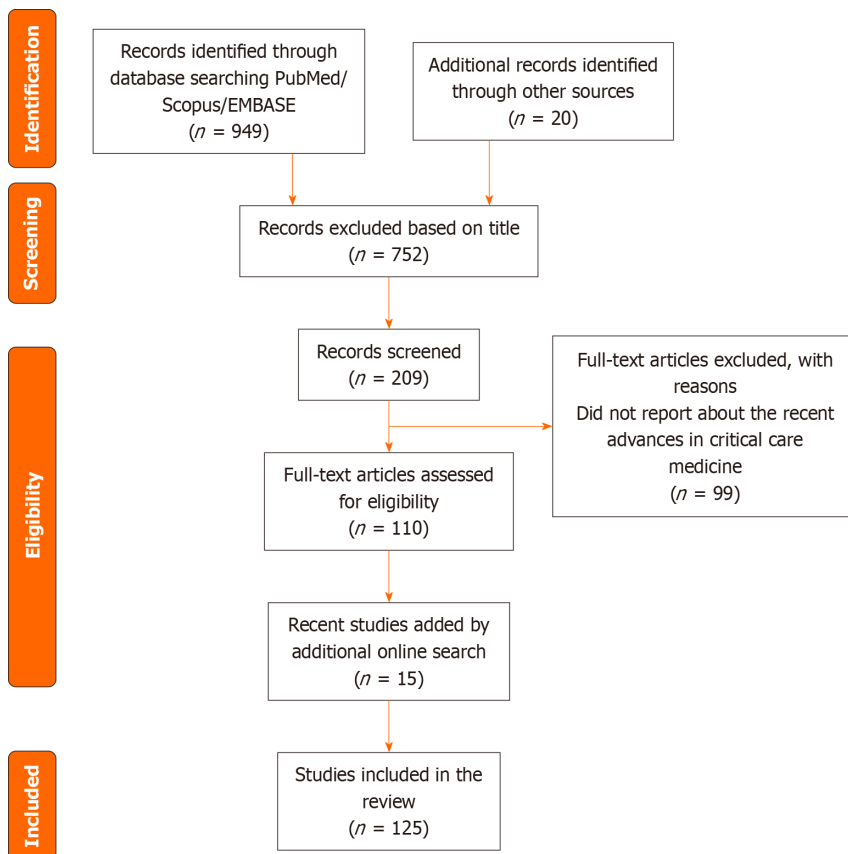 Identification
Records identified through
database searching PubMed/
Scopus/EMBASE
(n = 949)
Additional records identified
through other sources
(n = 20)
Screening
Records excluded based on title
(n = 752)
Eligibility
Records screened
(n = 209)
Full-text articles excluded, with
reasons
Did not report about the recent
advances in critical care
medicine
(n = 99)
Full-text articles assessed
for eligibility
(n = 110)
Recent studies added by
additional online search
(n = 15)
Included
Studies included in the
review
(n = 125)